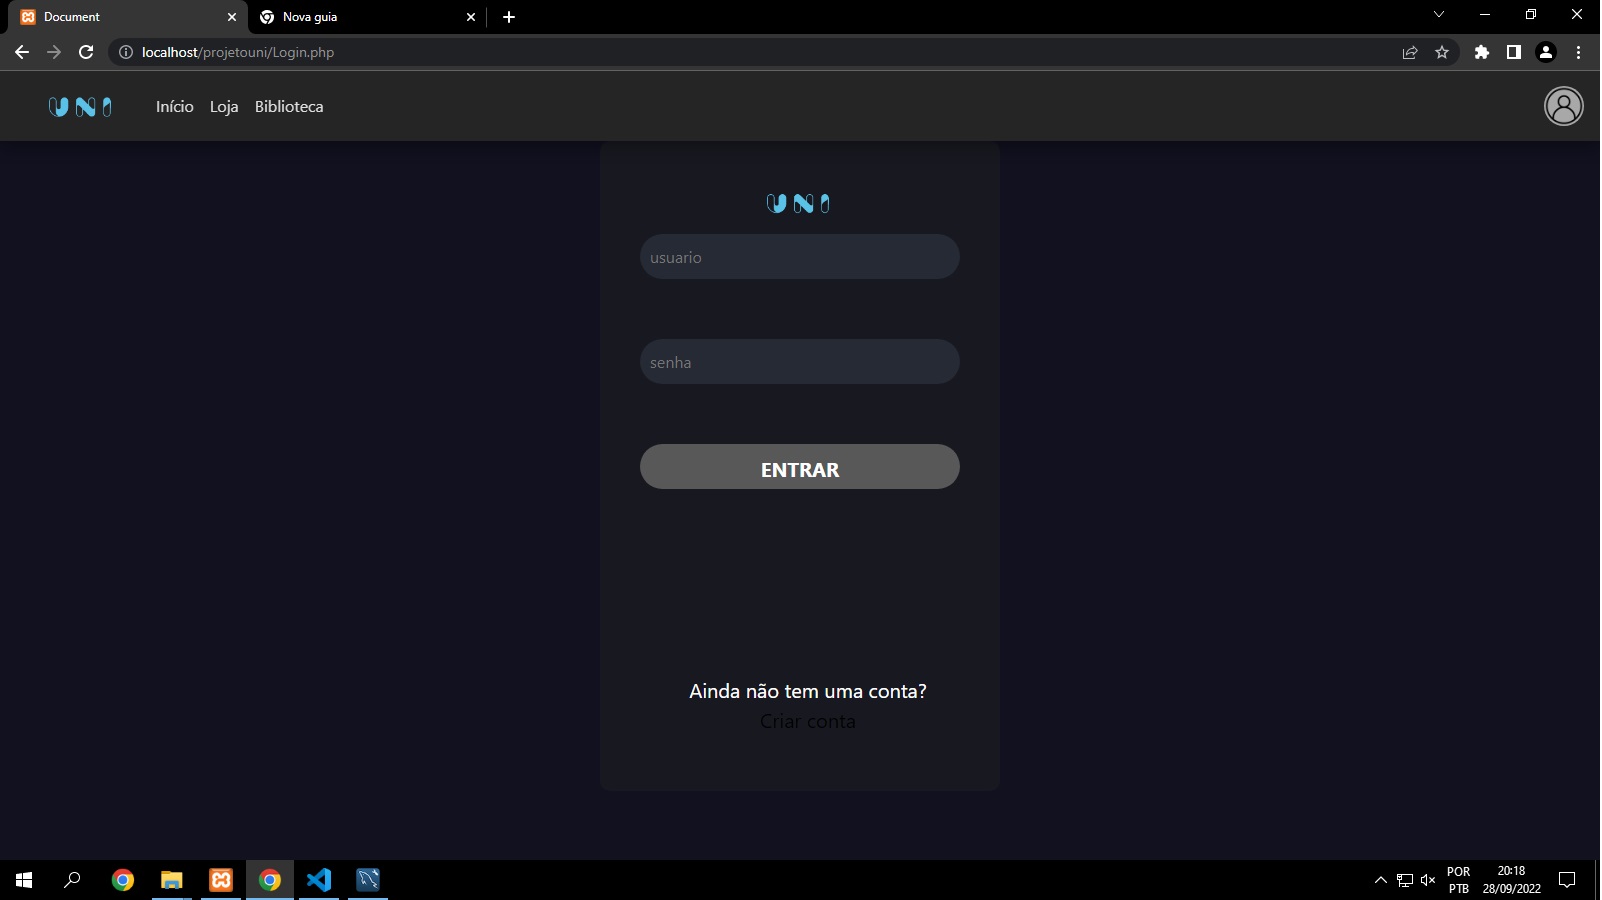 Document
Nova guia
localhost/projetouni/Login.php
UNI
Início Loja Biblioteca
UNI
usuario
senha
ENTRAR
Ainda não tem uma conta?
Criar conta
POR
PTB
20:18
28/09/2022